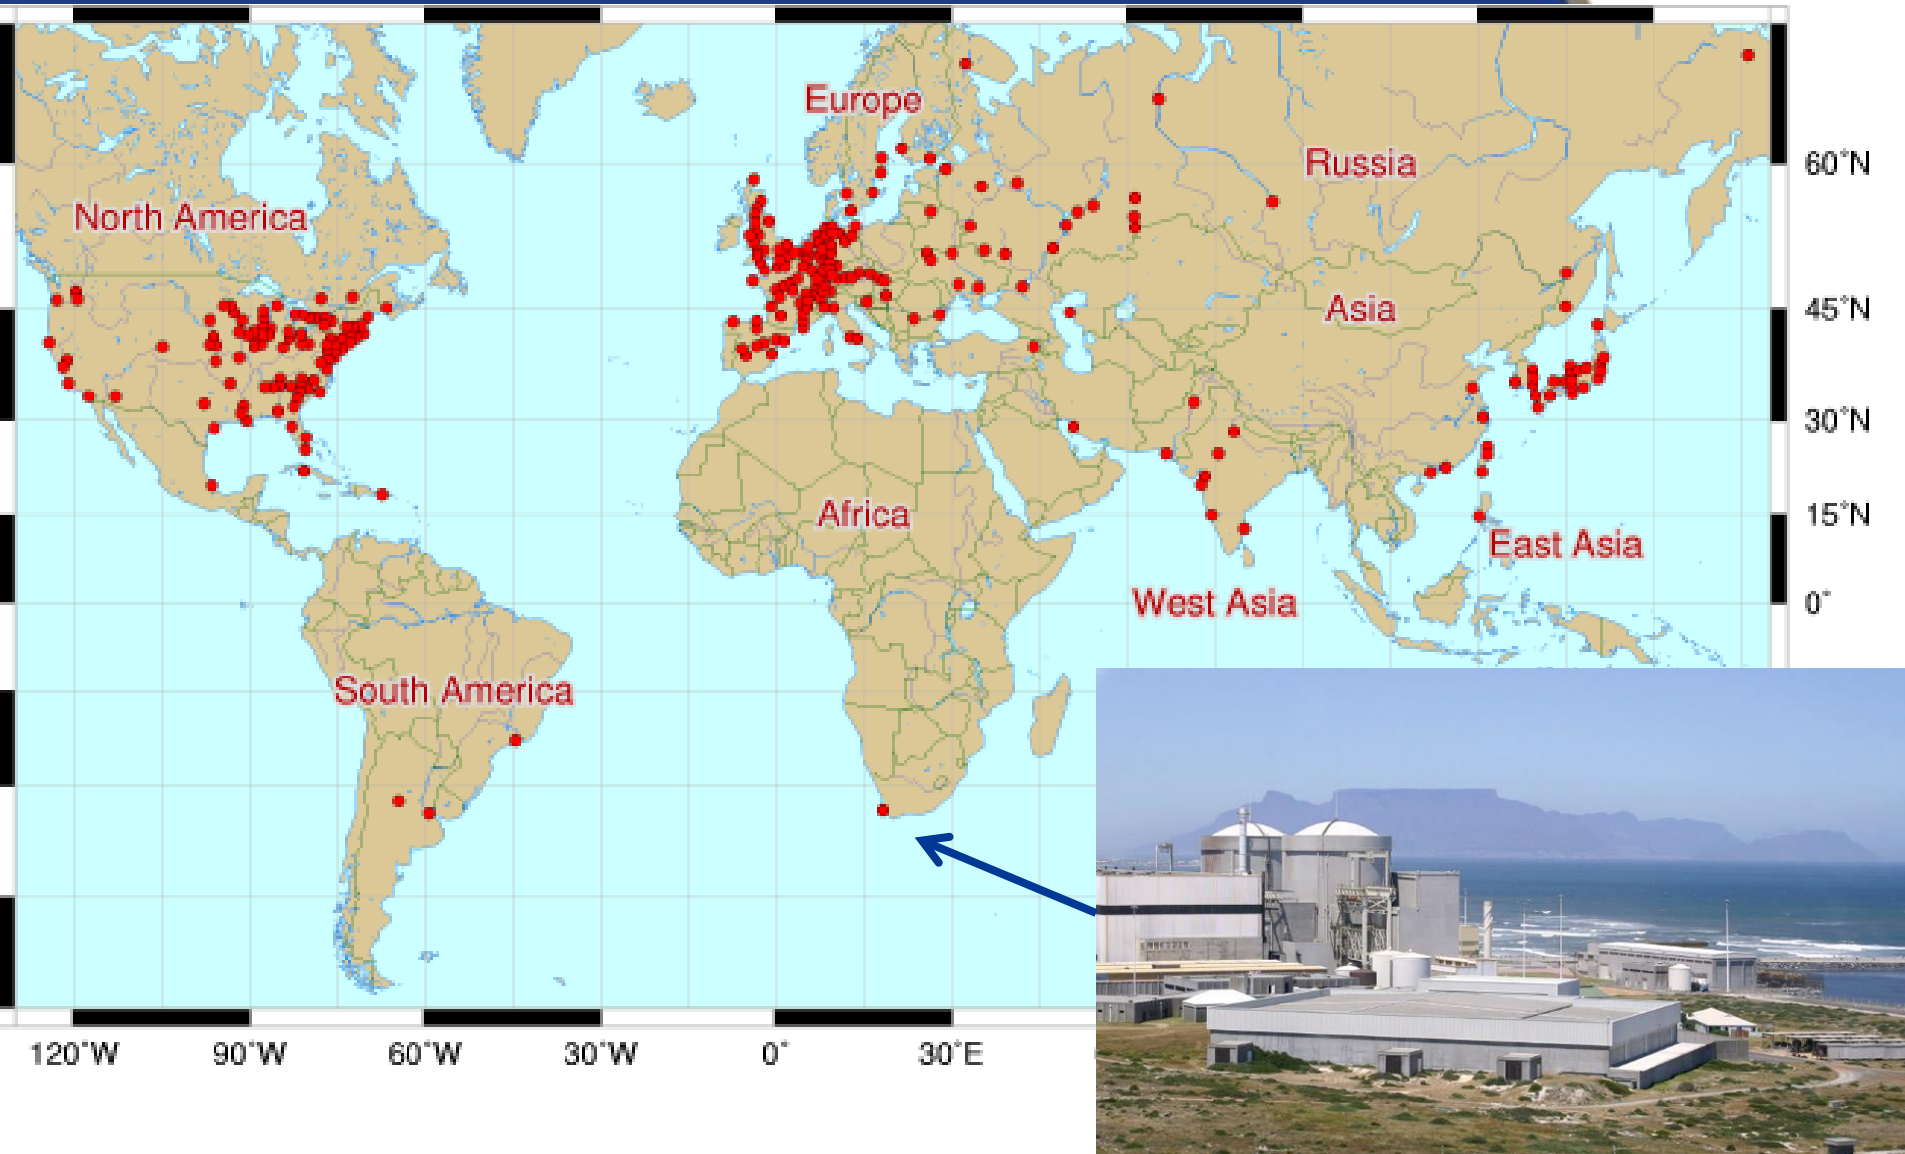 Europe
Russia
60°N
North America
Asia
45°N
30°N
Africa
15°N
East Asia
West Asia
0°
South America
120°W
90°W
60°W
30°W
0°
30°E